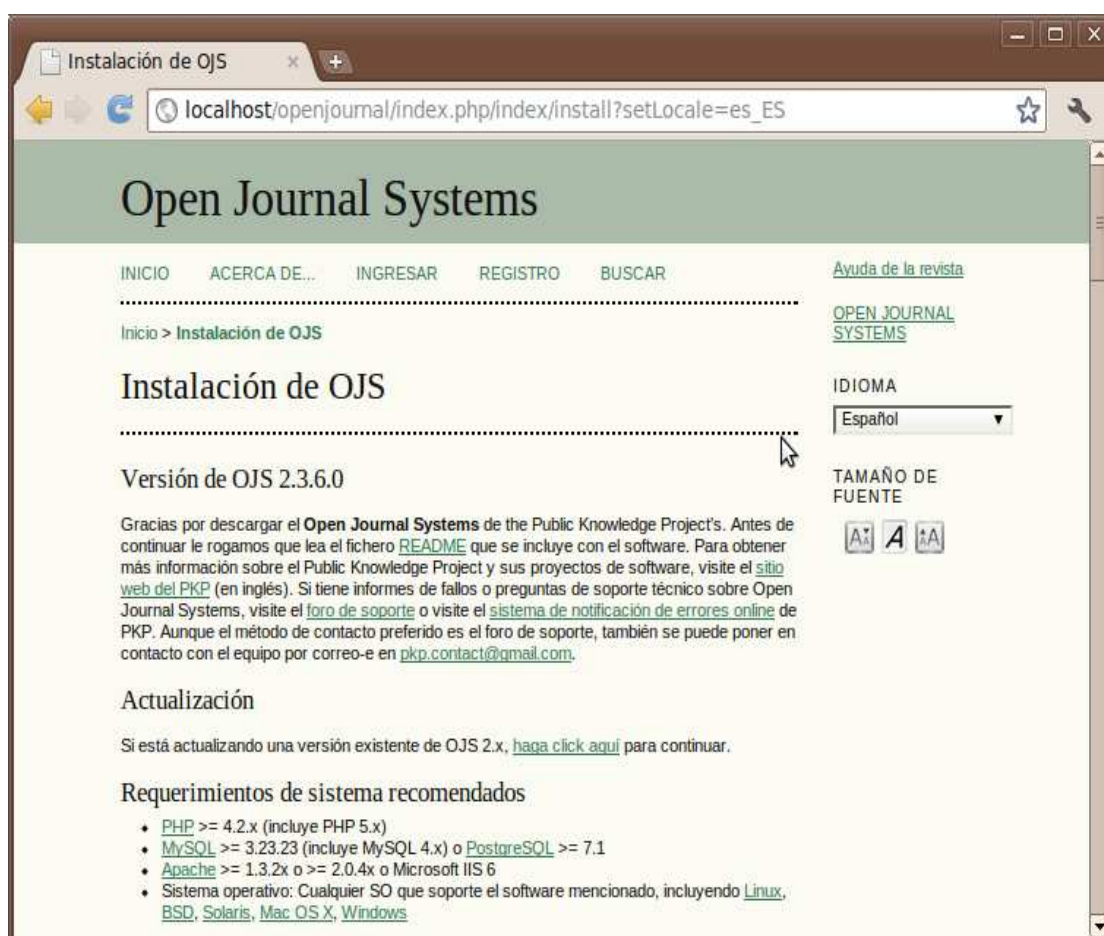 Instalación de OJS
localhost/openjournal/index.php/index/install?setLocale=es_ES
Open Journal Systems
INICIO ACERCA DE... INGRESAR REGISTRO BUSCAR
Inicio > Instalación de OJS
Instalación de OJS
Versión de OJS 2.3.6.0
Gracias por descargar el Open Journal Systems de the Public Knowledge Project's. Antes de
continuar le rogamos que lea el fichero README que se incluye con el software. Para obtener
más información sobre el Public Knowledge Project y sus proyectos de software, visite el sitio
web del PKP (en inglés). Si tiene informes de fallos o preguntas de soporte técnico sobre Open
Journal Systems, visite el foro de soporte o visite el sistema de notificación de errores online de
PKP. Aunque el método de contacto preferido es el foro de soporte, también se puede poner en
contacto con el equipo por correo-e en pkp.contact@gmail.com.
Actualización
Si está actualizando una versión existente de OJS 2.x, haga click aquí para continuar.
Requerimientos de sistema recomendados
• PHP >= 4.2.x (incluye PHP 5.x)
• MySQL >= 3.23.23 (incluye MySQL 4.x) o PostgreSQL >= 7.1
• Apache >= 1.3.2x o >= 2.0.4x o Microsoft IIS 6
• Sistema operativo: Cualquier SO que soporte el software mencionado, incluyendo Linux,
BSD, Solaris, Mac OS X, Windows
Ayuda de la revista
OPEN JOURNAL
SYSTEMS
IDIOMA
Español
TAMAÑO DE
FUENTE
A A A